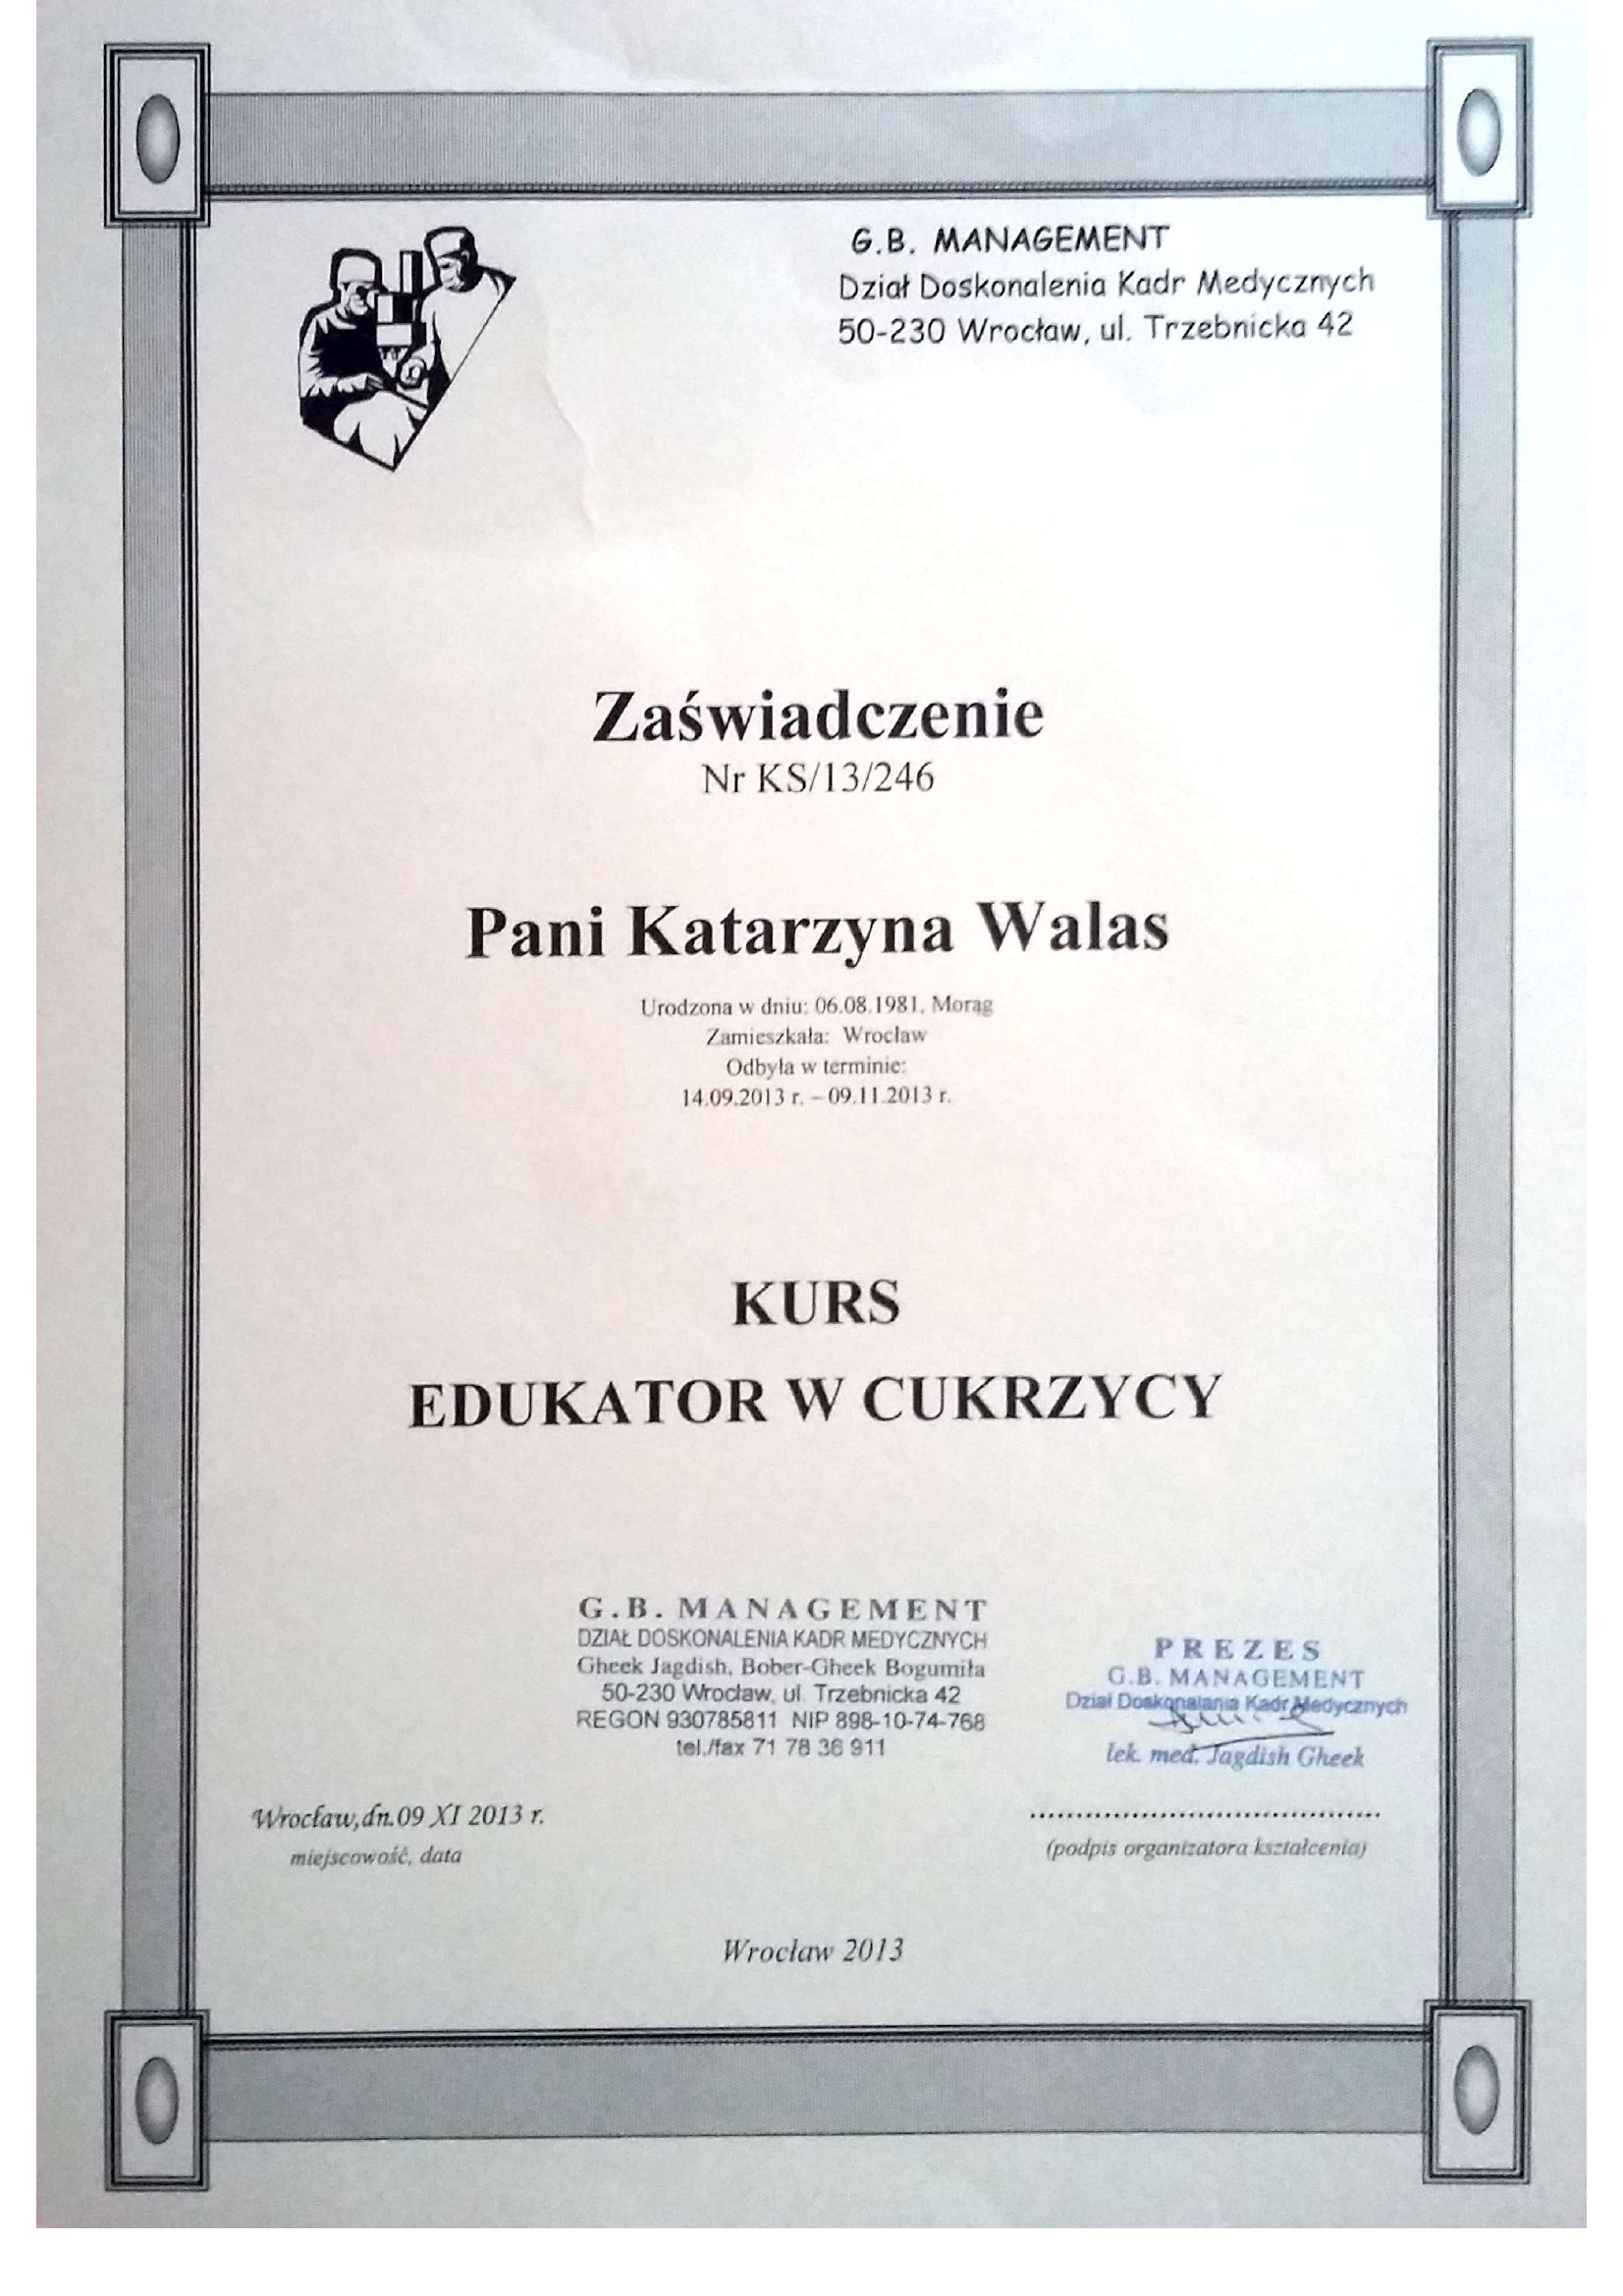 G.B. MANAGEMENT
Dział Doskonalenia Kadr Medycznych
50-230 Wrocław, ul. Trzebnicka 42
Zaświadczenie
Nr KS/13/246
Pani Katarzyna Walas
Urodzona w dniu: 06.08.1981, Morąg
Zamieszkała: Wrocław
Odbyła w terminie:
14.09.2013 r. – 09.11.2013 r.
KURS
EDUKATOR W CUKRZYCY
G.B. MANAGEMENT
DZIAŁ DOSKONALENIA KADR MEDYCZNYCH
Gheek Jagdish, Bober-Gheek Bogumiła
50-230 Wrocław, ul. Trzebnicka 42
REGON 930785811 NIP 898-10-74-768
tel./fax 71 78 36 911
PREZES
G.B. MANAGEMENT
Dział Doskonalania Kadr Medycznych
lek. med. Jagdish Gheek
Wrocław,dn.09 XI 2013 r.
miejscowość, data
(podpis organizatora kształcenia)
Wrocław 2013